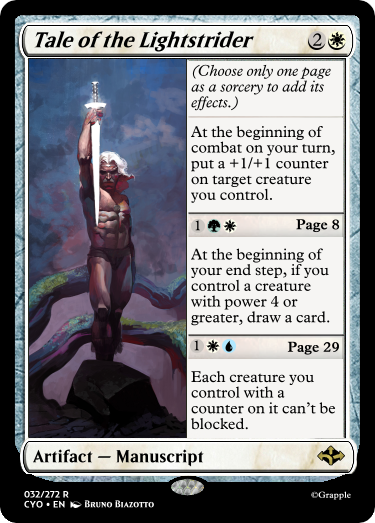 Tale of the Lightstrider 2
(Choose only one page
as a sorcery to add its
effects.)
At the beginning of
combat on your turn,
put a +1/+1 counter
on target creature
you control.
1 Page 8
At the beginning of
your end step, if you
control a creature
with power 4 or
greater, draw a card.
1 Page 29
Each creature you
control with a
counter on it can't be
blocked.
Artifact — Manuscript
032/272 R
CYO • EN Bruno Biazotto
©Grapple